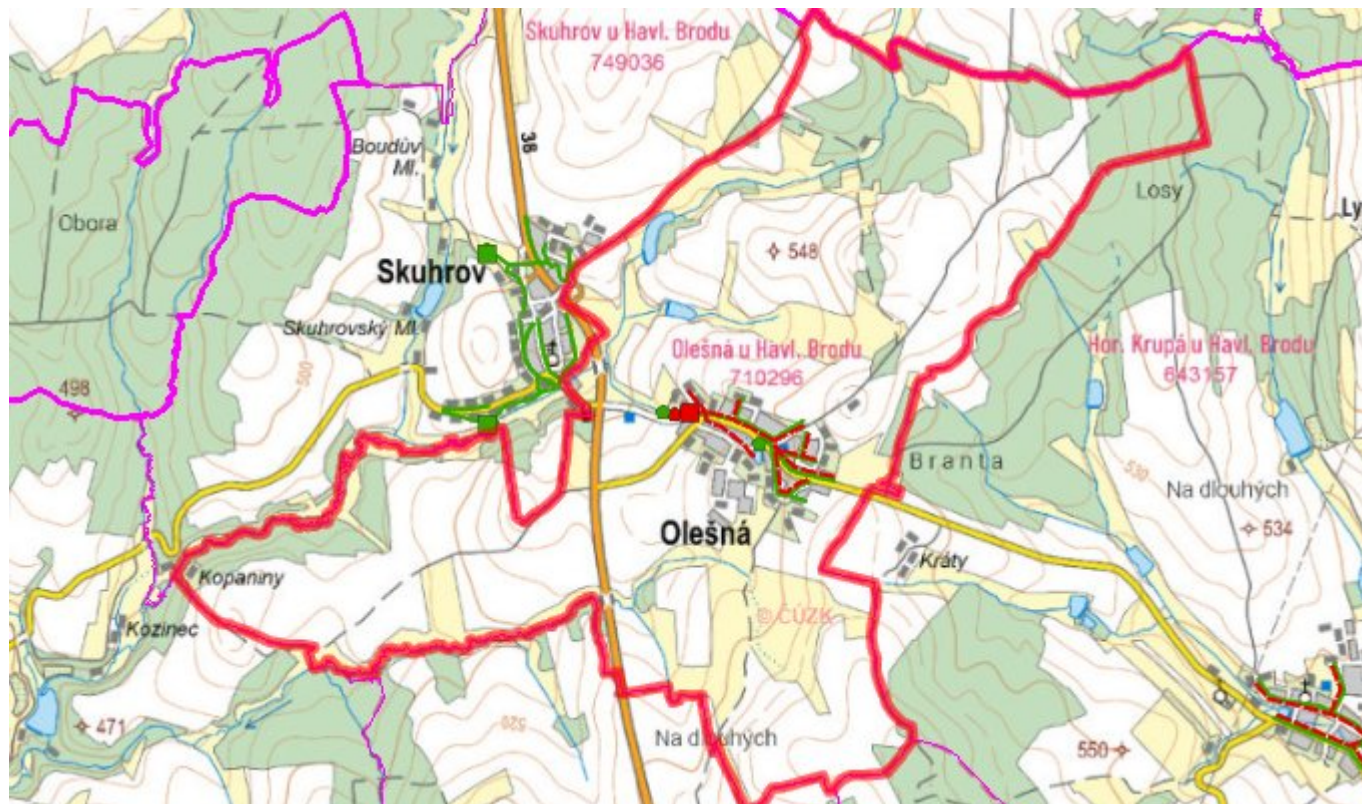 Skuhrov u Havl. Brodu
749036
38
Boudův
Ml.
Obora
Losy
Ly
548
Skuhrov
Skuhrovský Ml.
500
Olešná u Havl. Brodu
710296
Hor. Krupá u Havl. Brodu
643157
498
Branta
530
Na dlouhých
534
Olešná
Kráty
Kopaniny
© ČÚZK
Kozinec
471
520
Na dlouhých
550